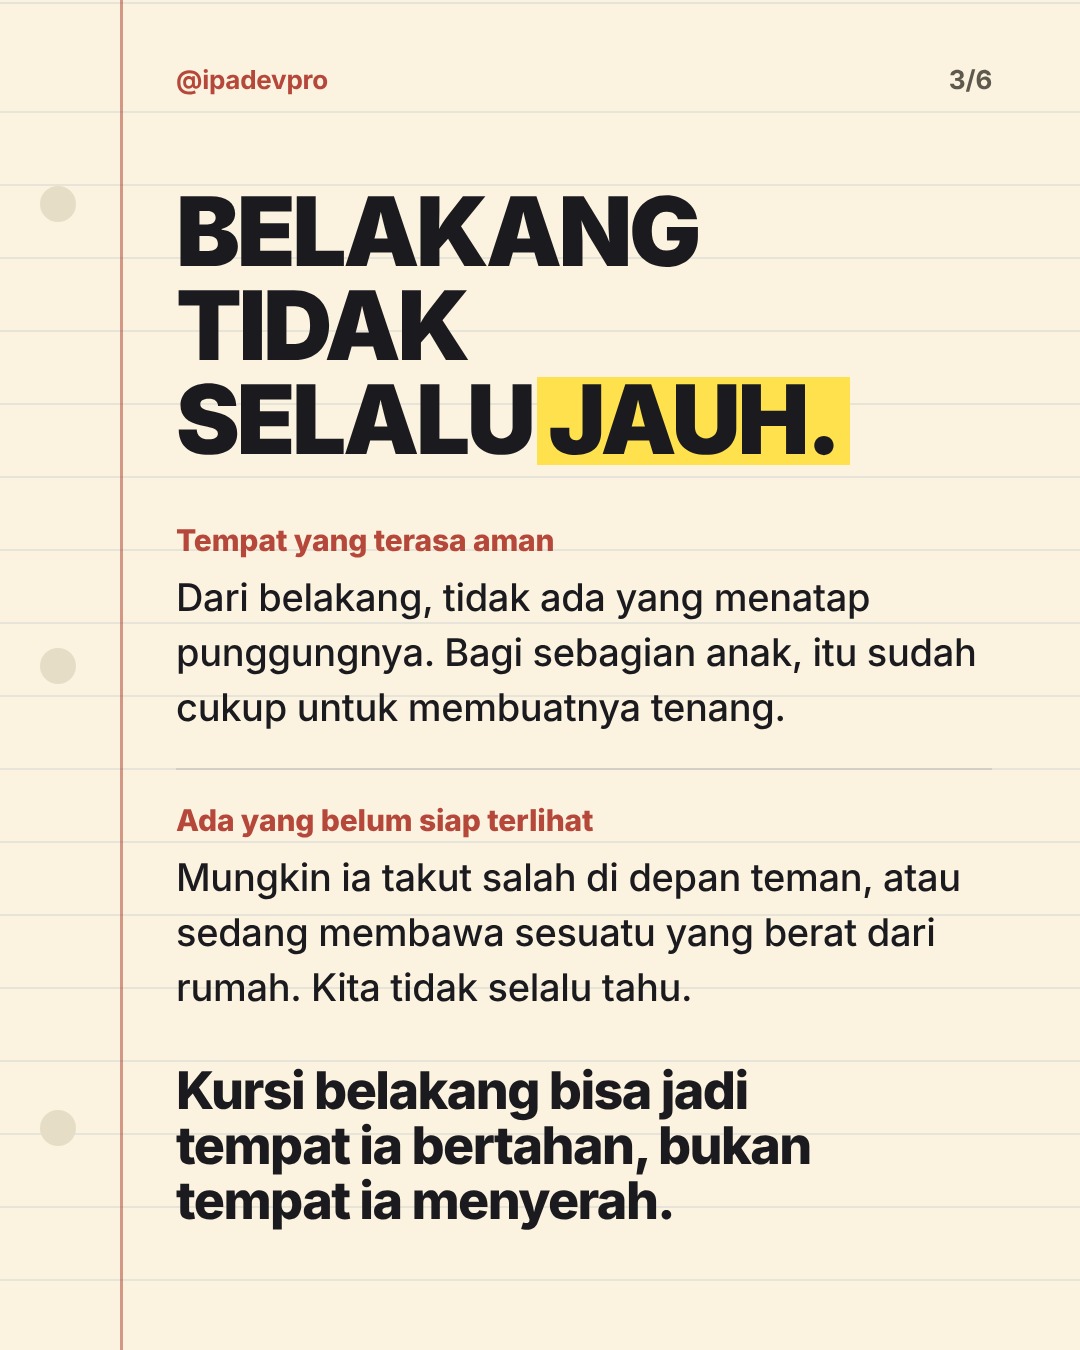 @ipadevpro
3/6
BELAKANG
TIDAK
SELALU JAUH.
Tempat yang terasa aman
Dari belakang, tidak ada yang menatap
punggungnya. Bagi sebagian anak, itu sudah
cukup untuk membuatnya tenang.
Ada yang belum siap terlihat
Mungkin ia takut salah di depan teman, atau
sedang membawa sesuatu yang berat dari
rumah. Kita tidak selalu tahu.
Kursi belakang bisa jadi
tempat ia bertahan, bukan
tempat ia menyerah.